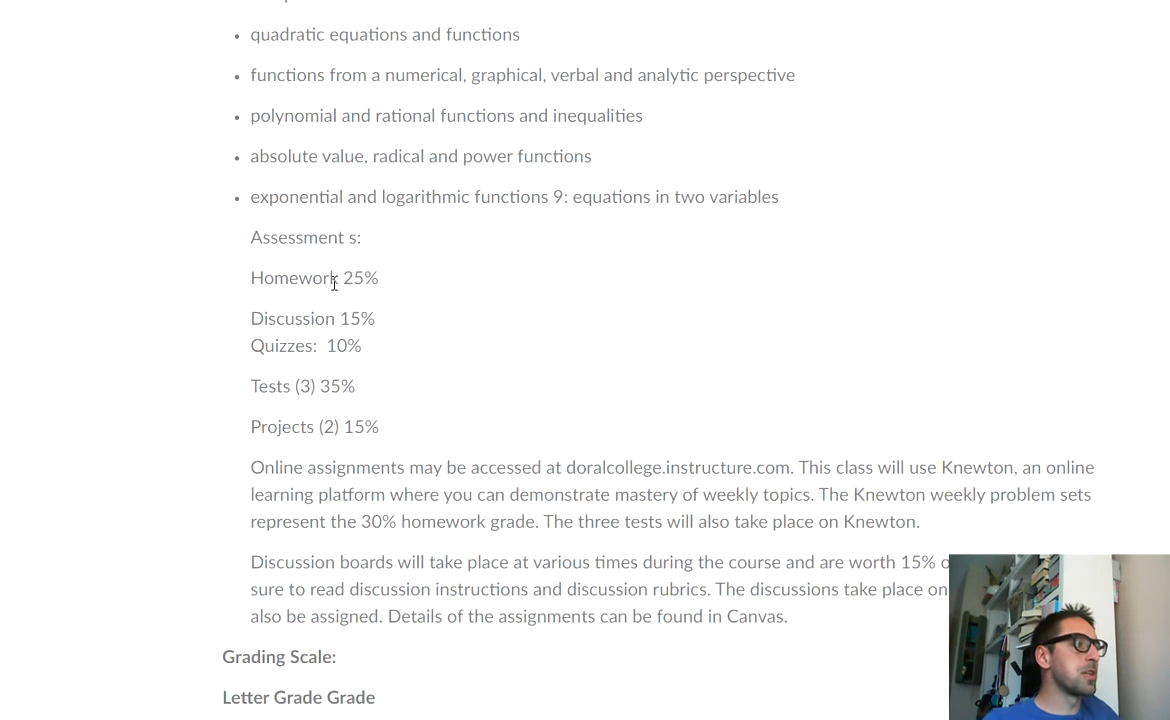 quadratic equations and functions
functions from a numerical, graphical, verbal and analytic perspective
polynomial and rational functions and inequalities
absolute value, radical and power functions
exponential and logarithmic functions 9: equations in two variables
Assessment s:
Homework 25%
Discussion 15%
Quizzes: 10%
Tests (3) 35%
Projects (2) 15%
Online assignments may be accessed at doralcollege.instructure.com. This class will use Knewton, an online
learning platform where you can demonstrate mastery of weekly topics. The Knewton weekly problem sets
represent the 30% homework grade. The three tests will also take place on Knewton.
Discussion boards will take place at various times during the course and are worth 15%
sure to read discussion instructions and discussion rubrics. The discussions take place on
also be assigned. Details of the assignments can be found in Canvas.
Grading Scale:
Letter Grade Grade